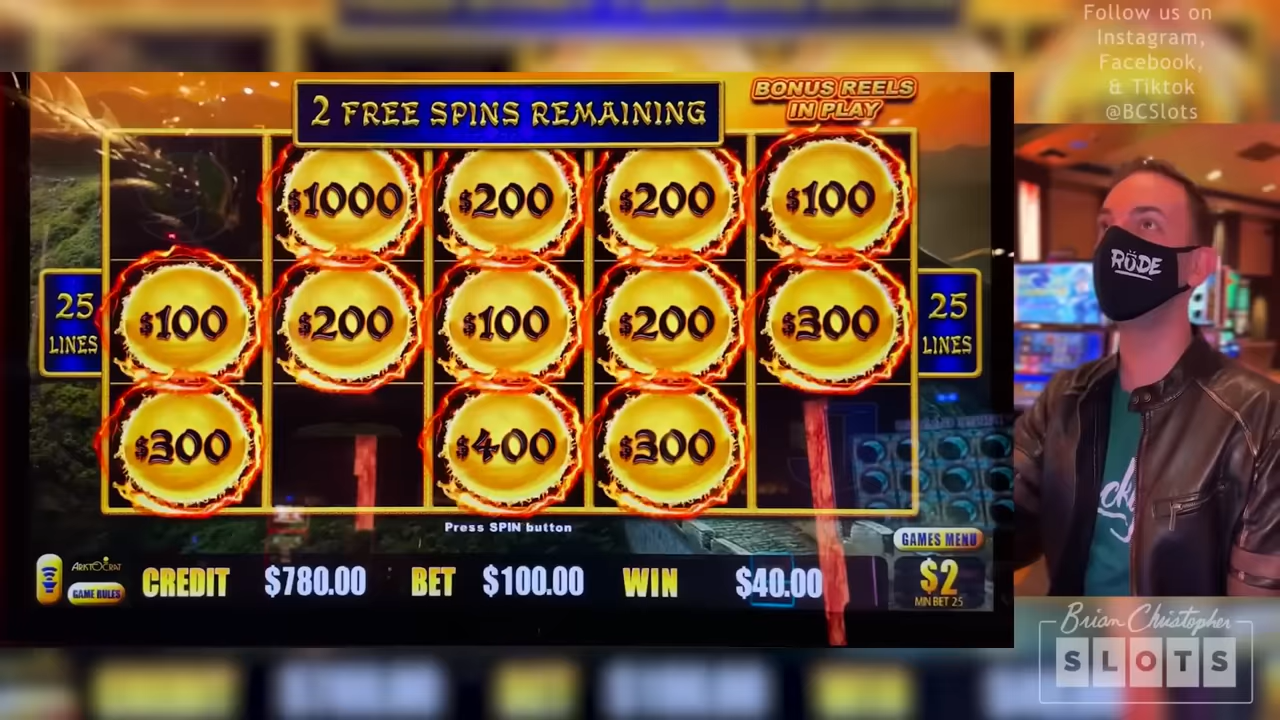 Follow us on
Instagram,
Facebook,
& Tiktok
@BCSlots
2 FREE SPINS REMAINING
BONUS REELS
IN PLAY
$1000 $200 $200 $100
25
LINES
$100 $200 $100 $200 $300
25
LINES
$300 $400 $300
RÜDE
Press SPIN button
GAMES MENU
ARISTOCRAT
GAME RULES
CREDIT $780.00 BET $100.00 WIN $40.00
$2
MIN BET 25
Brian Christopher
SLOTS